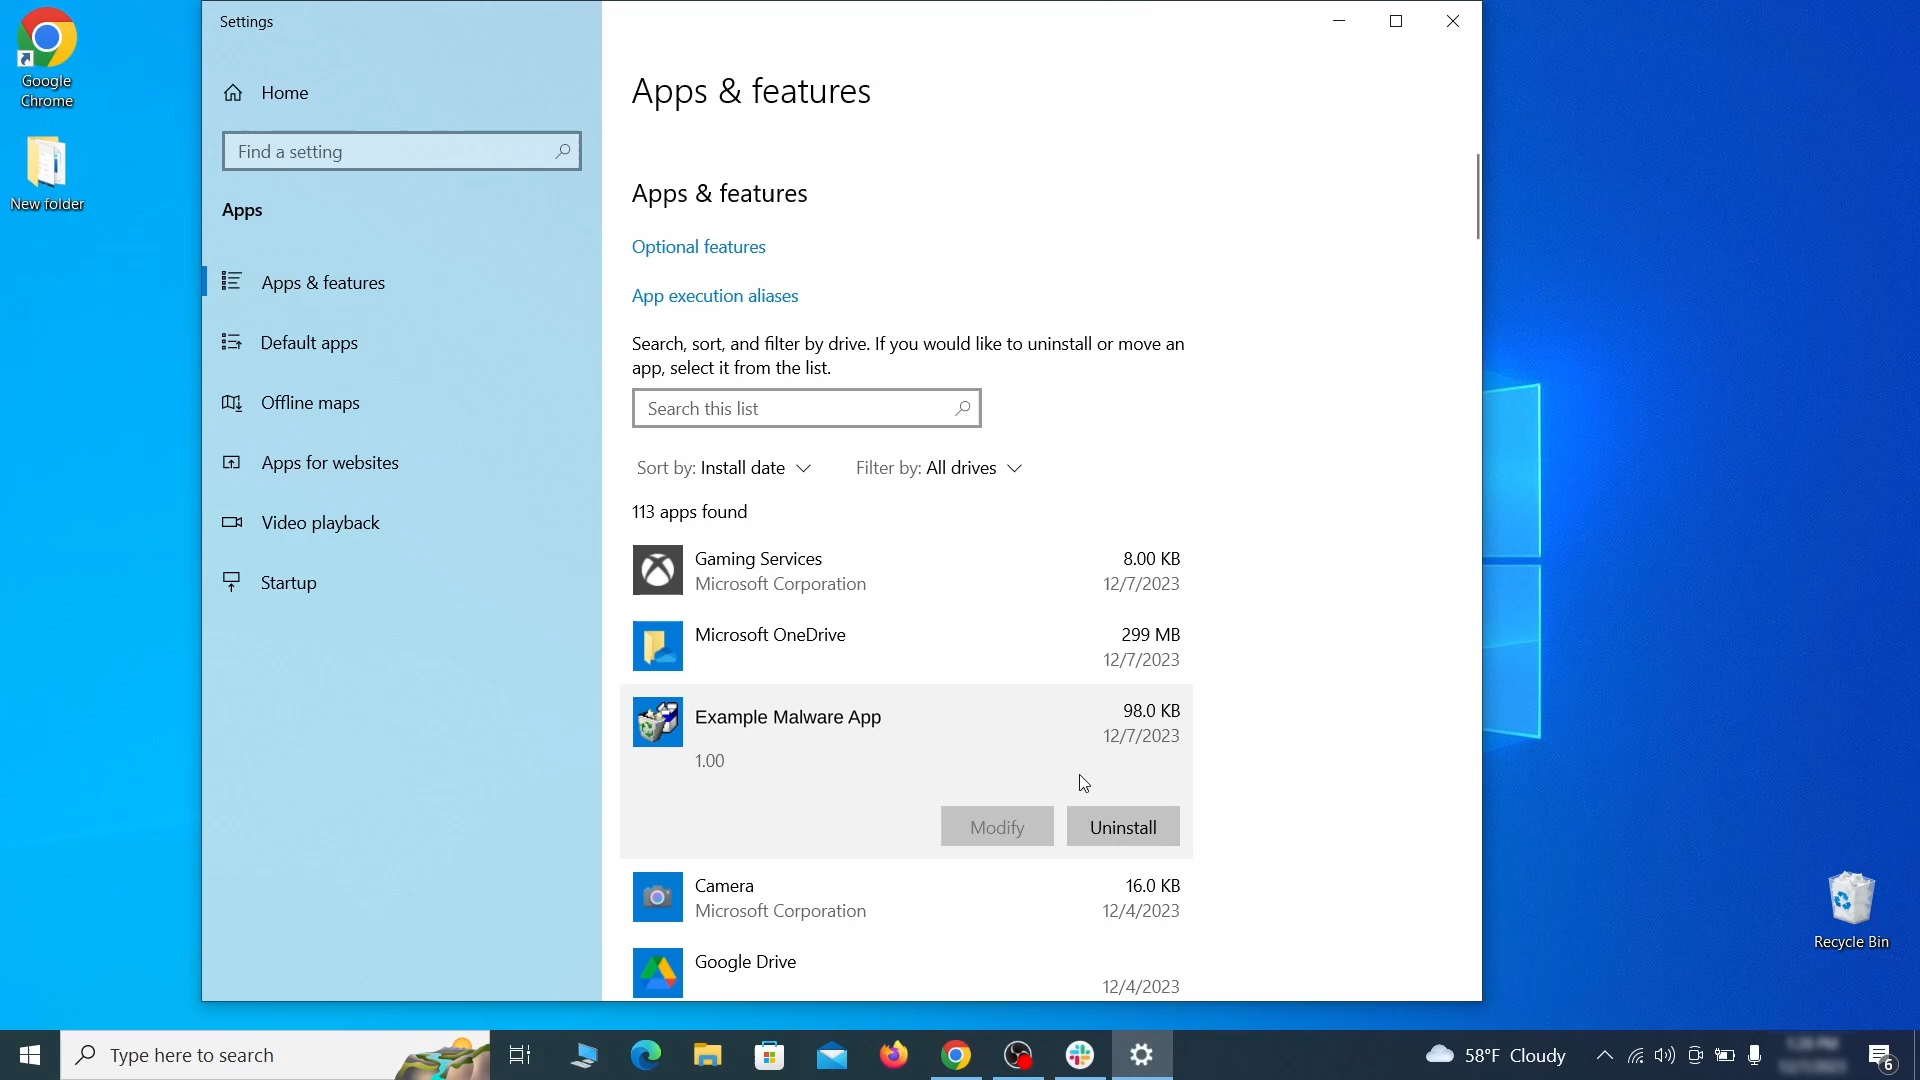 Google
Chrome
New folder
Settings
Home
Find a setting
Apps
Apps & features
Default apps
Offline maps
Apps for websites
Video playback
Startup
Apps & features
Apps & features
Optional features
App execution aliases
Search, sort, and filter by drive. If you would like to uninstall or move an
app, select it from the list.
Search this list
Sort by: Install date
Filter by: All drives
113 apps found
Gaming Services
8.00 KB
Microsoft Corporation
12/7/2023
Microsoft OneDrive
299 MB
12/7/2023
Example Malware App
98.0 KB
12/7/2023
1.00
Modify
Uninstall
Camera
16.0 KB
Microsoft Corporation
12/4/2023
Google Drive
12/4/2023
Recycle Bin
Type here to search
58°F Cloudy
6